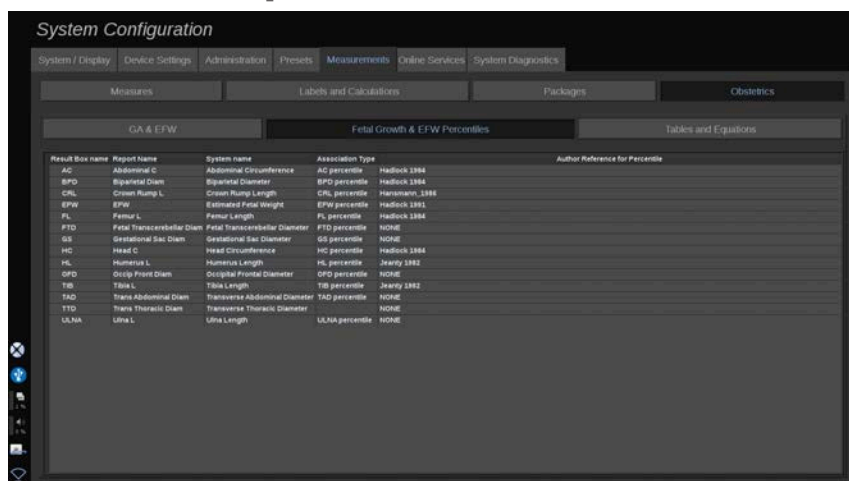 System Configuration
System / Display Device Settings Administration Presets Measurements Online Services System Diagnostics
Measures Labels and Calculations Packages Obstetrics
GA & EFW Fetal Growth & EFW Percentiles Tables and Equations
Result Box name Report Name System name Association Type Author Reference for Percentile
AC Abdominal C Abdominal Circumference AC percentile Hadlock 1984
BPD Biparietal Diam Biparietal Diameter BPD percentile Hadlock 1984
CRL Crown Rump L Crown Rump Length CRL percentile Hansmann_1986
EFW EFW Estimated Fetal Weight EFW percentile Hadlock 1991
FL Femur L Femur Length FL percentile Hadlock 1984
FTD Fetal Transcerebellar Diam Fetal Transcerebellar Diameter FTD percentile NONE
GS Gestational Sac Diam Gestational Sac Diameter GS percentile NONE
HC Head C Head Circumference HC percentile Hadlock 1984
HL Humerus L Humerus Length HL percentile Jeanty 1982
OFD Occip Front Diam Occipital Frontal Diameter OFD percentile NONE
TIB Tibia L Tibia Length TIB percentile Jeanty 1982
TAD Trans Abdominal Diam Transverse Abdominal Diameter TAD percentile NONE
TTD Trans Thoracic Diam Transverse Thoracic Diameter NONE
ULNA Ulna L Ulna Length ULNA percentile NONE